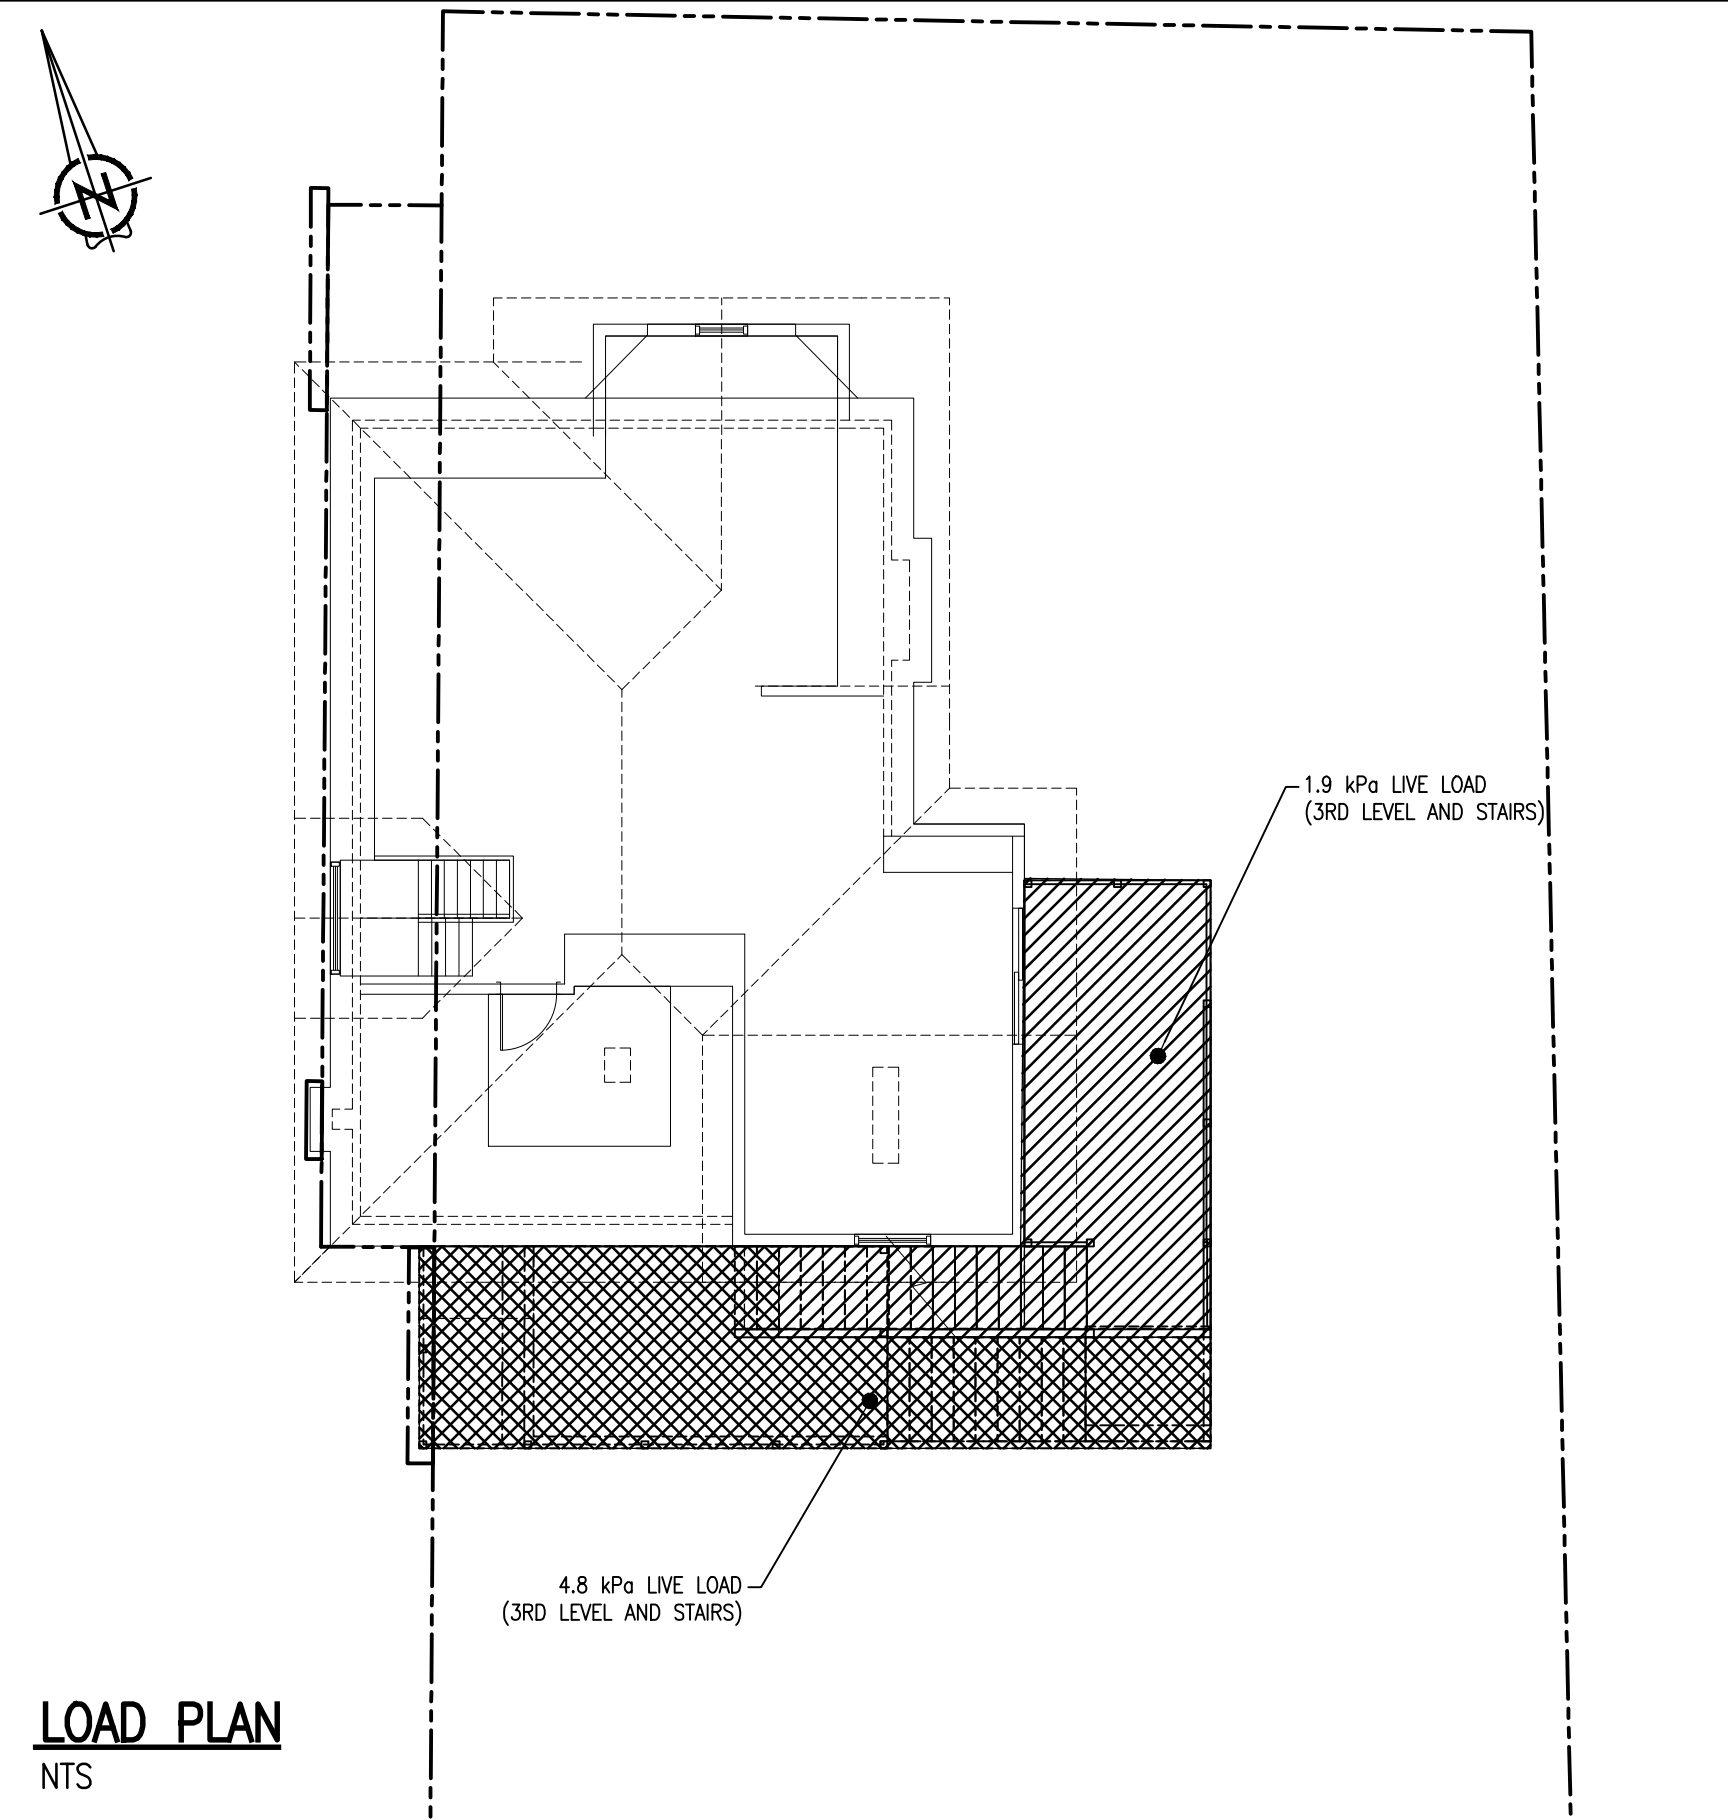 N
1.9 kPa LIVE LOAD
(3RD LEVEL AND STAIRS)
4.8 kPa LIVE LOAD
(3RD LEVEL AND STAIRS)
LOAD PLAN
NTS